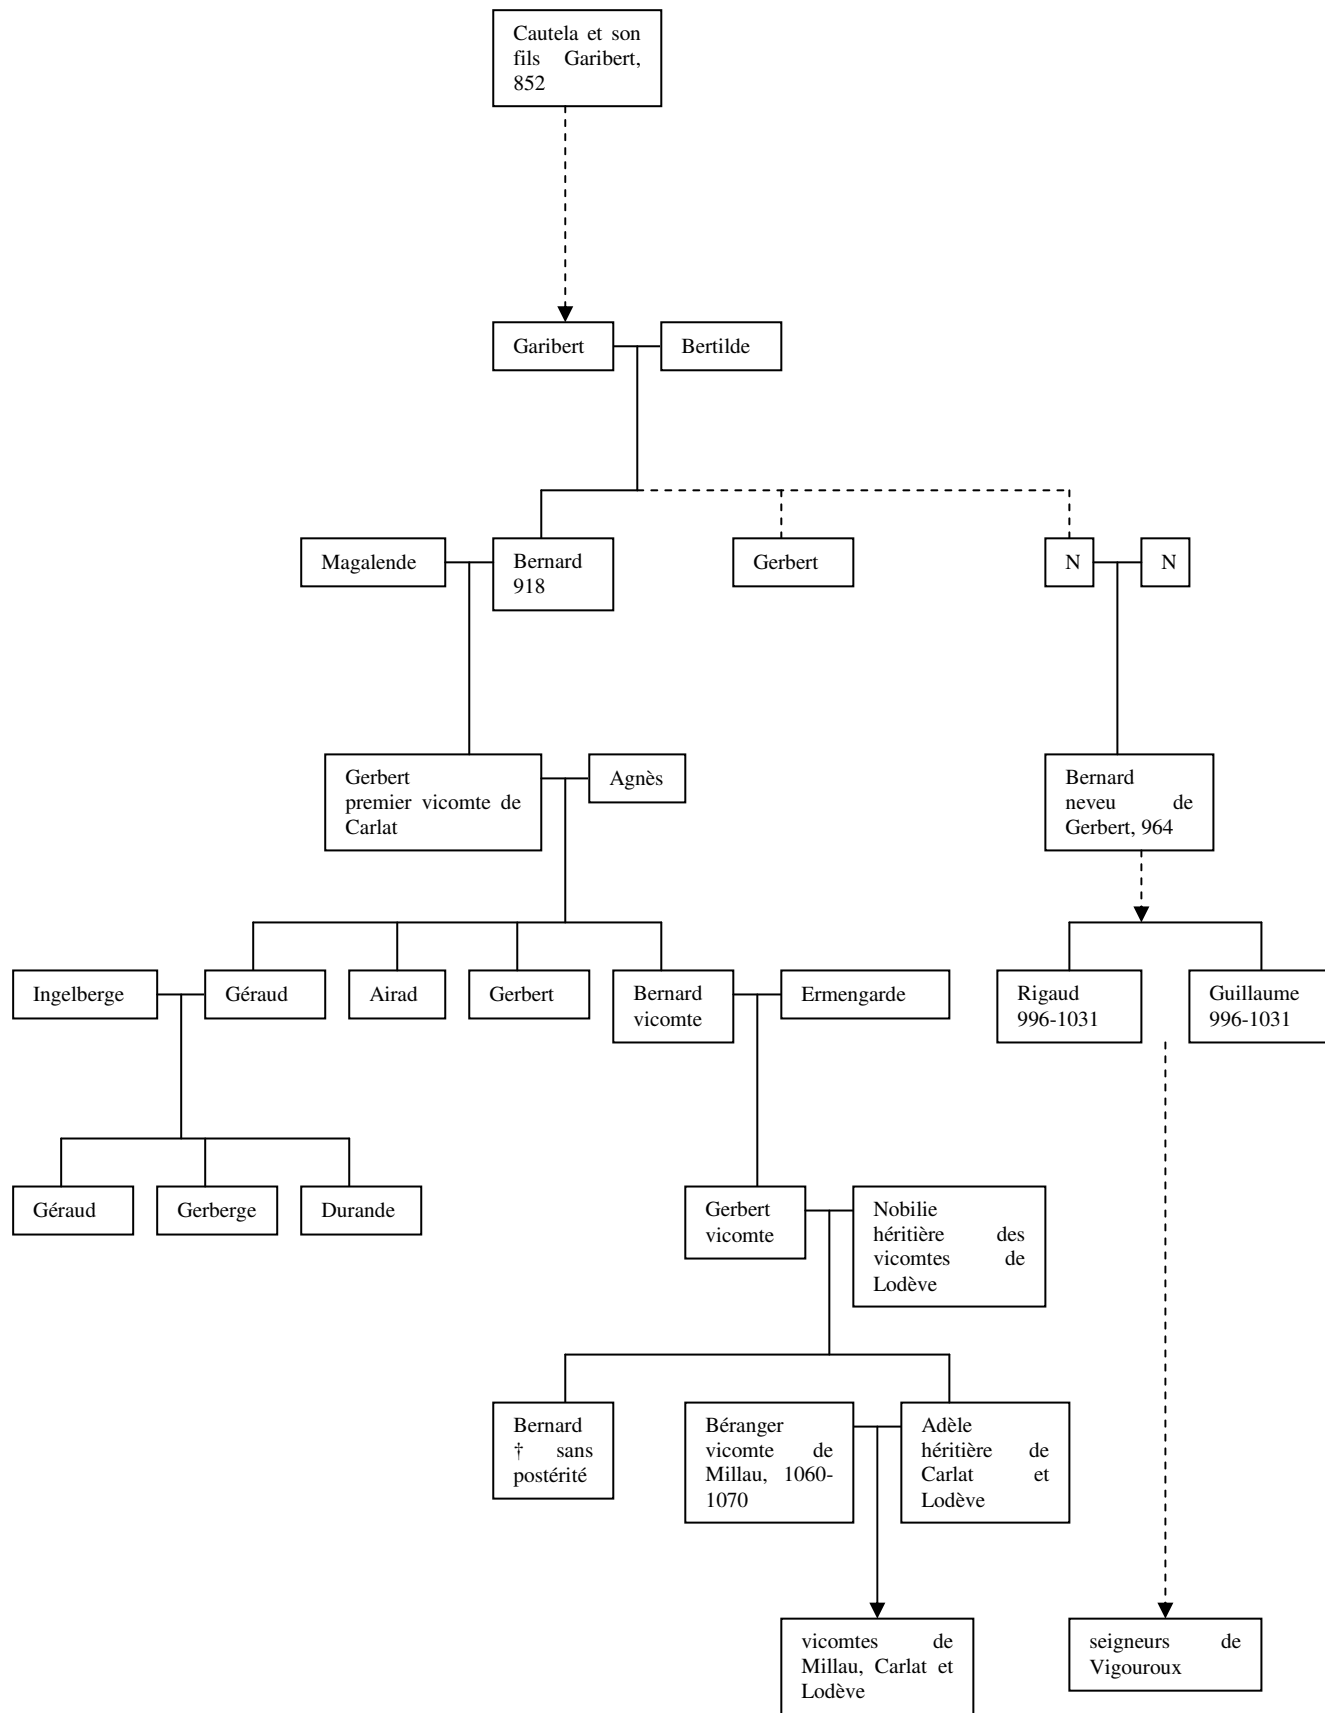 Cautela et son
fils Garibert,
852
Garibert
Bertilde
Magalende
Bernard
918
Gerbert
N
N
Gerbert
premier vicomte de
Carlat
Agnès
Bernard
neveu de
Gerbert, 964
Ingelberge
Géraud
Airad
Gerbert
Bernard
vicomte
Ermengarde
Rigaud
996-1031
Guillaume
996-1031
Géraud
Gerberge
Durande
Gerbert
vicomte
Nobilie
héritière des
vicomtes de
Lodève
Bernard
† sans
postérité
Béranger
vicomte de
Millau, 1060-
1070
Adèle
héritière de
Carlat et
Lodève
vicomtes de
Millau, Carlat et
Lodève
seigneurs de
Vigouroux